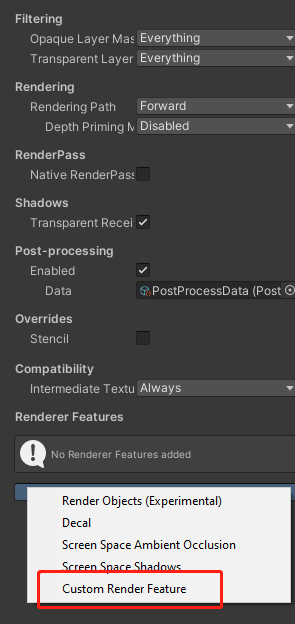 Filtering
Opaque Layer Mas Everything
Transparent Layer Everything
Rendering
Rendering Path Forward
Depth Priming M Disabled
RenderPass
Native RenderPass
Shadows
Transparent Recei
Post-processing
Enabled
Data PostProcessData (Post
Overrides
Stencil
Compatibility
Intermediate Textu Always
Renderer Features
No Renderer Features added
Render Objects (Experimental)
Decal
Screen Space Ambient Occlusion
Screen Space Shadows
Custom Render Feature